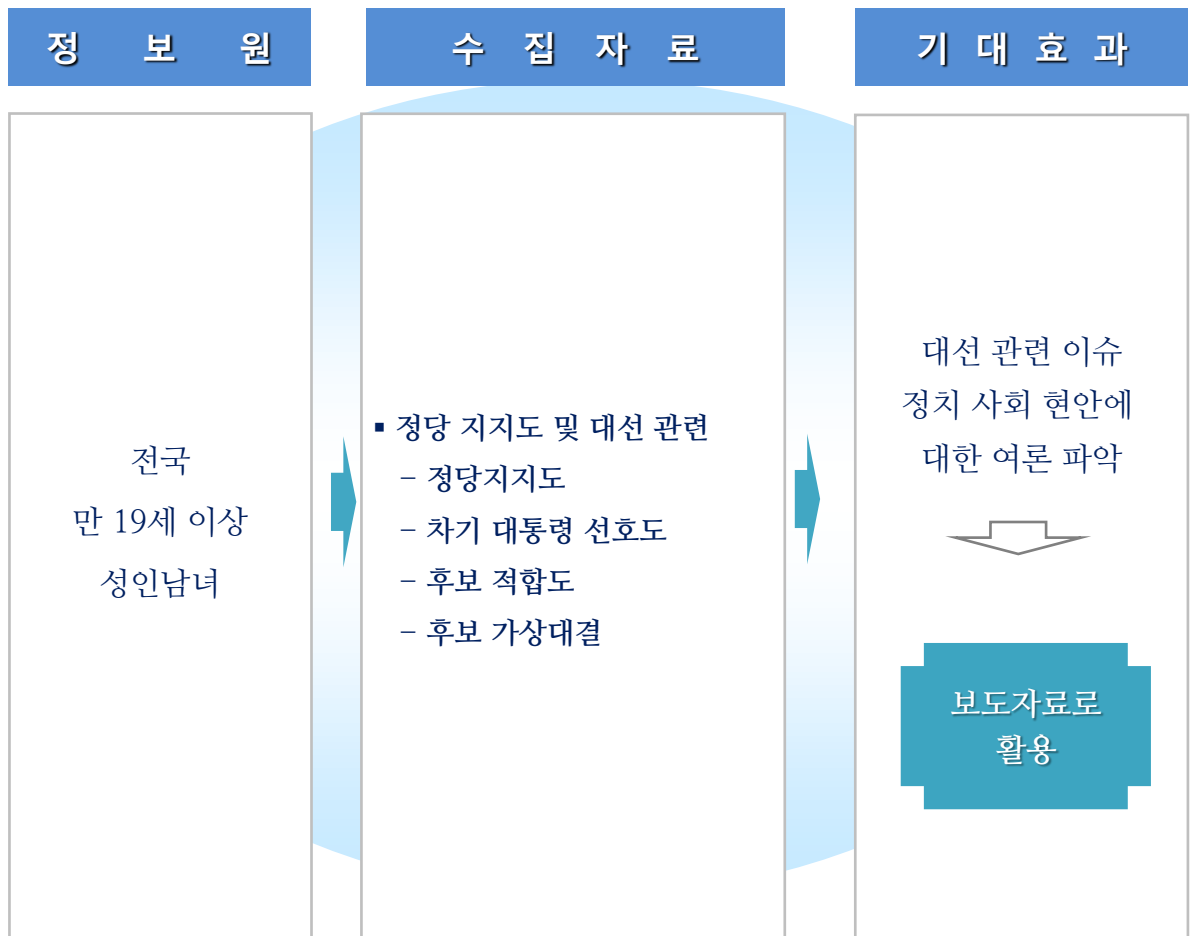 정 보 원
수 집 자 료
기 대 효 과
전국
만 19세 이상
성인남녀
▪ 정당 지지도 및 대선 관련
- 정당지지도
- 차기 대통령 선호도
- 후보 적합도
- 후보 가상대결
대선 관련 이슈
정치 사회 현안에
대한 여론 파악
보도자료로
활용